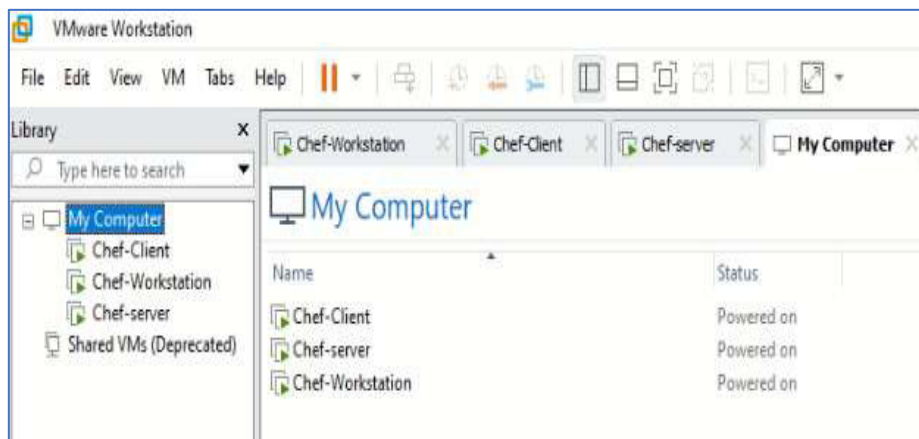 VMware Workstation
File Edit View VM Tabs Help
Library X
Type here to search
My Computer
Chef-Client
Chef-Workstation
Chef-server
Shared VMs (Deprecated)
Chef-Workstation Chef-Client Chef-server My Computer
My Computer
Name Status
Chef-Client Powered on
Chef-server Powered on
Chef-Workstation Powered on